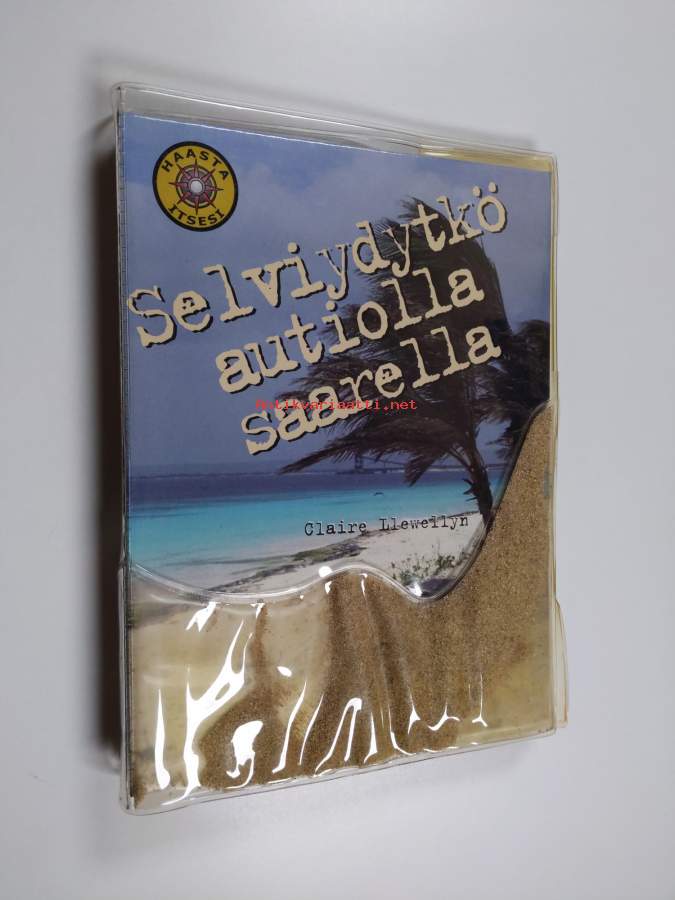 HAASTA
ITSESI
Selviydytkö
autiolla
saarella
Antikvariaatti.net
Claire Llewellyn